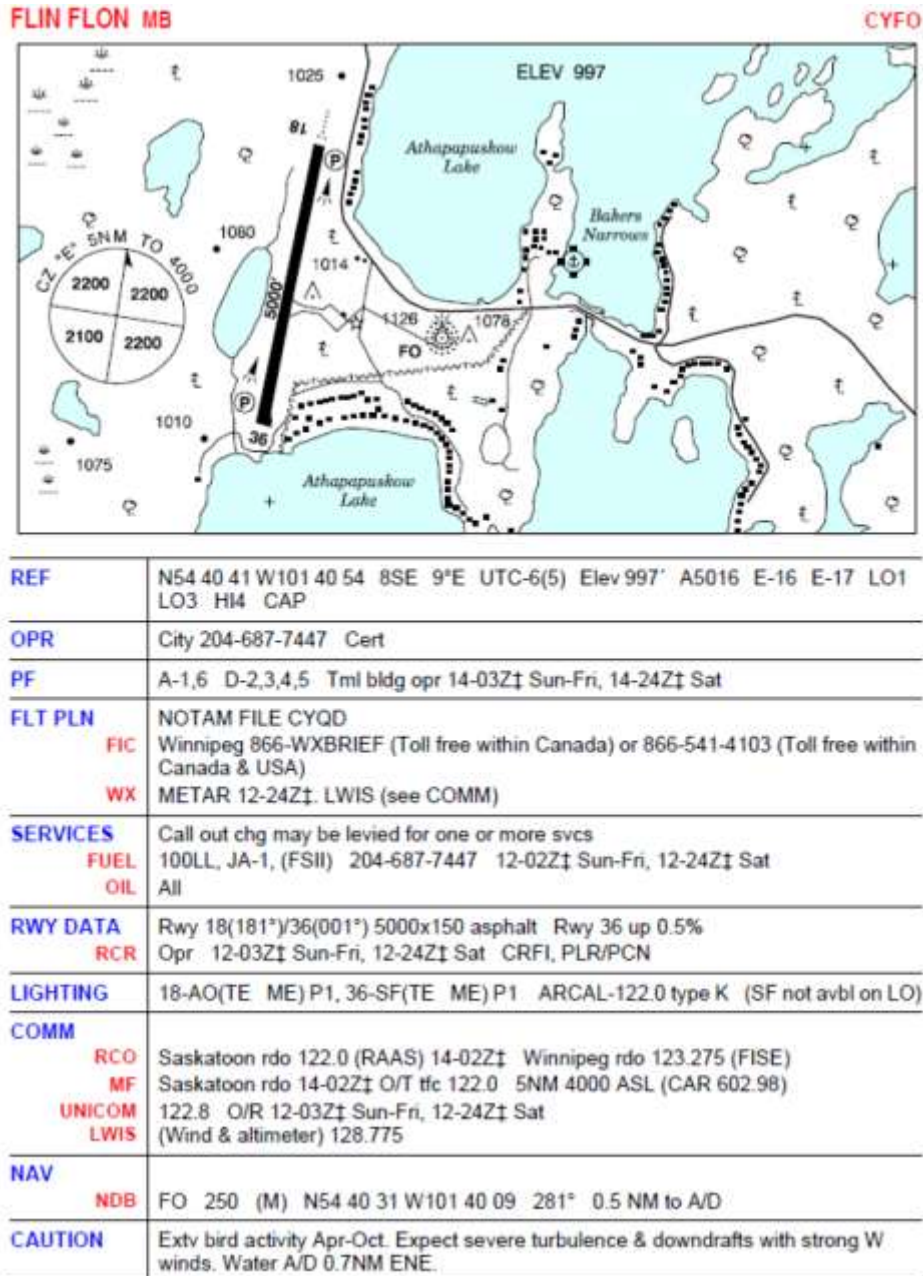 FLIN FLON MB CYFO
ELEV 997
1025
18
P
Athapapuskow
Lake
Bakers
Narrows
CZ "E" 5NM TO 4000
1080
2200 2200
1014
5000'
2100 2200
1126 1078
FO
P
1010
36
1075
Athapapuskow
Lake
REF N54 40 41 W101 40 54 8SE 9°E UTC-6(5) Elev 997´ A5016 E-16 E-17 LO1
LO3 HI4 CAP
OPR City 204-687-7447 Cert
PF A-1,6 D-2,3,4,5 Tml bldg opr 14-03Z‡ Sun-Fri, 14-24Z‡ Sat
FLT PLN NOTAM FILE CYQD
FIC Winnipeg 866-WXBRIEF (Toll free within Canada) or 866-541-4103 (Toll free within
Canada & USA)
WX METAR 12-24Z‡. LWIS (see COMM)
SERVICES Call out chg may be levied for one or more svcs
FUEL 100LL, JA-1, (FSII) 204-687-7447 12-02Z‡ Sun-Fri, 12-24Z‡ Sat
OIL All
RWY DATA Rwy 18(181°)/36(001°) 5000x150 asphalt Rwy 36 up 0.5%
RCR Opr 12-03Z‡ Sun-Fri, 12-24Z‡ Sat CRFI, PLR/PCN
LIGHTING 18-AO(TE ME) P1, 36-SF(TE ME) P1 ARCAL-122.0 type K (SF not avbl on LO)
COMM
RCO Saskatoon rdo 122.0 (RAAS) 14-02Z‡ Winnipeg rdo 123.275 (FISE)
MF Saskatoon rdo 14-02Z‡ O/T tfc 122.0 5NM 4000 ASL (CAR 602.98)
UNICOM 122.8 O/R 12-03Z‡ Sun-Fri, 12-24Z‡ Sat
LWIS (Wind & altimeter) 128.775
NAV
NDB FO 250 (M) N54 40 31 W101 40 09 281° 0.5 NM to A/D
CAUTION Extv bird activity Apr-Oct. Expect severe turbulence & downdrafts with strong W
winds. Water A/D 0.7NM ENE.